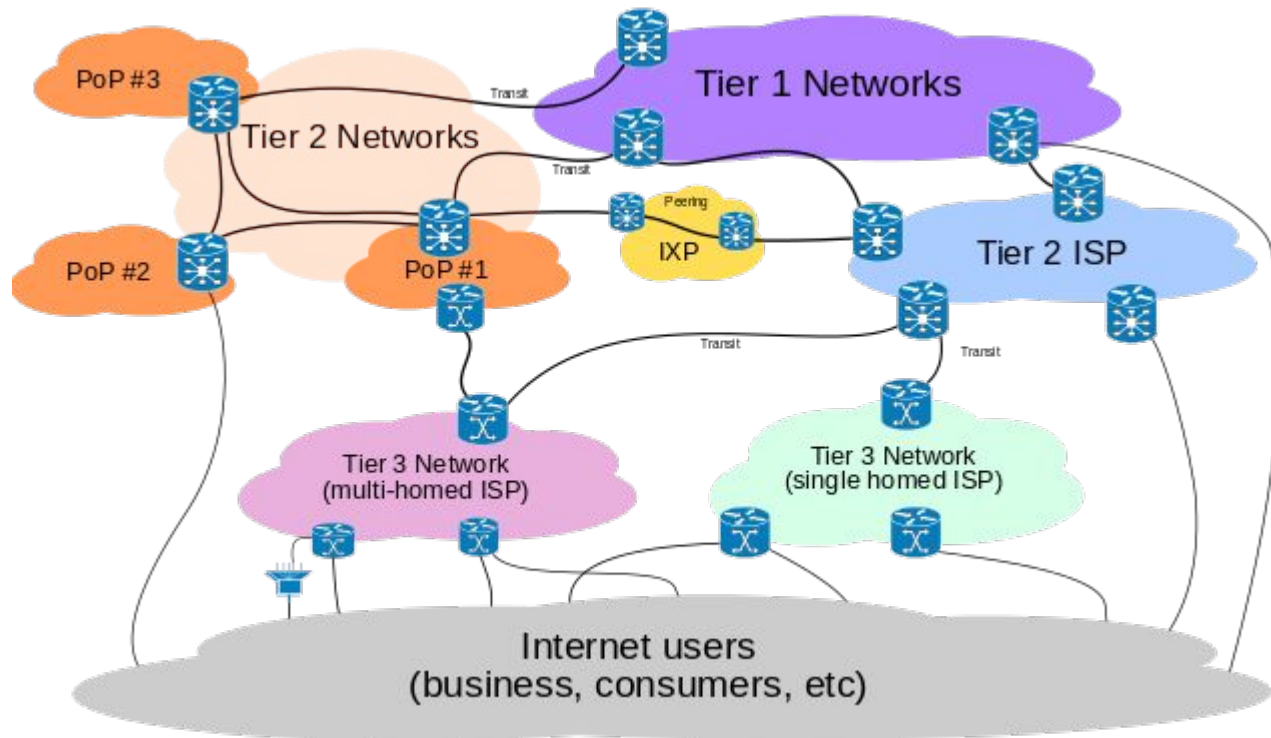 PoP #3
Transit
Tier 1 Networks
Tier 2 Networks
Transit
Peering
IXP
Tier 2 ISP
PoP #2
PoP #1
Transit
Transit
Tier 3 Network
(multi-homed ISP)
Tier 3 Network
(single homed ISP)
Internet users
(business, consumers, etc)